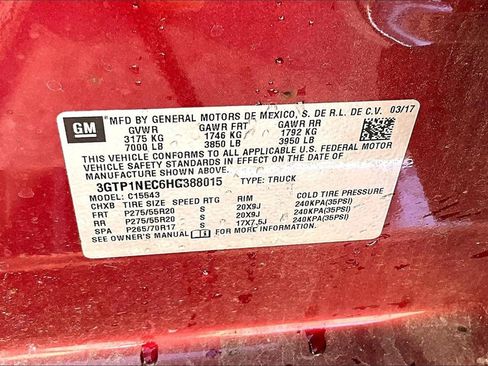 GM
MFD BY GENERAL MOTORS DE MEXICO, S. DE R.L. DE C.V. 03/17
GVWR GAWR FRT GAWR RR
3175 KG 1746 KG 1792 KG
7000 LB 3850 LB 3950 LB
THIS VEHICLE CONFORMS TO ALL APPLICABLE U.S. FEDERAL MOTOR
VEHICLE SAFETY AND THEFT PREVENTION STANDARDS IN EFFECT ON
THE DATE OF MANUFACTURE SHOWN ABOVE.
3GTP1NEC6HG388015 TYPE: TRUCK
MODEL: C15543
CHXB TIRE SIZE SPEED RTG RIM COLD TIRE PRESSURE
FRT P275/55R20 S 20X9J 240KPA(35PSI)
RR P275/55R20 S 20X9J 240KPA(35PSI)
SPA P265/70R17 S 17X7.5J 240KPA(35PSI)
SEE OWNER'S MANUAL FOR MORE INFORMATION.